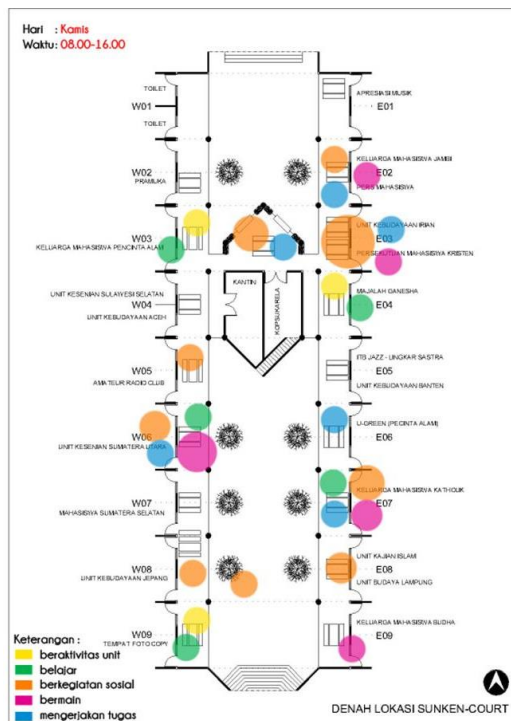 Hari : Kamis
Waktu: 08.00-16.00
TOILET
W01
TOILET
APRESIASI MUSIK
E01
W02
PRAMUKA
KELUARGA MAHASISWA JAMBI
E02
PERS MAHASISWA
W03
KELUARGA MAHASISWA PENCINTA ALAM
UNIT KEBUDAYAAN IRIAN
E03
PERSEKUTUAN MAHASISWA KRISTEN
UNIT KESENIAN SULAWESI SELATAN
W04
UNIT KEBUDAYAAN ACEH
KANTIN
KOPSUKARELA
MAJALAH GANESHA
E04
W05
AMATEUR RADIO CLUB
ITB JAZZ - LINGKAR SASTRA
E05
UNIT KEBUDAYAAN BANTEN
W06
UNIT KESENIAN SUMATERA UTARA
U-GREEN (PECINTA ALAM)
E06
W07
MAHASISWA SUMATERA SELATAN
KELUARGA MAHASISWA KATHOLIK
E07
W08
UNIT KEBUDAYAAN JEPANG
UNIT KAJIAN ISLAM
E08
UNIT BUDAYA LAMPUNG
W09
TEMPAT FOTO COPY
KELUARGA MAHASISWA BUDHA
E09
Keterangan :
beraktivitas unit
belajar
berkegiatan sosial
bermain
mengerjakan tugas
DENAH LOKASI SUNKEN-COURT